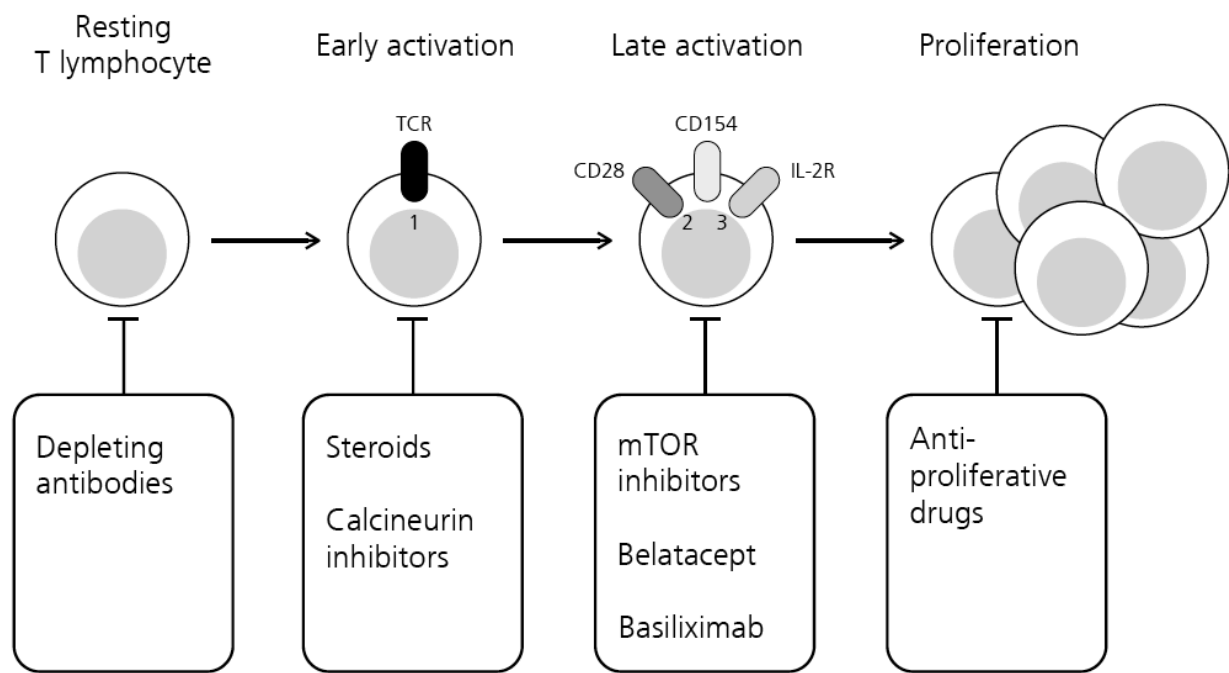 Resting
T lymphocyte
Early activation
Late activation
Proliferation
TCR
CD154
CD28
IL-2R
1
2
3
Depleting
antibodies
Steroids
Calcineurin
inhibitors
mTOR
inhibitors
Belatacept
Basiliximab
Anti-
proliferative
drugs